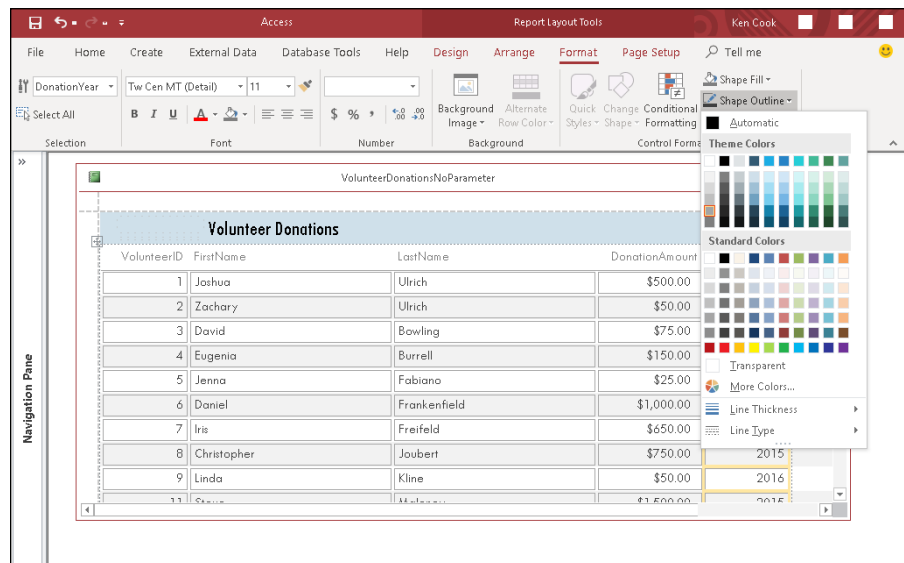 Access Report Layout Tools Ken Cook
File Home Create External Data Database Tools Help Design Arrange Format Page Setup Tell me
DonationYear Tw Cen MT (Detail) 11 Shape Fill
Select All B I U A $ % , Background Image Alternate Row Color Quick Styles Change Shape Conditional Formatting Shape Outline
Selection Font Number Background Control Forma
Automatic
Theme Colors
Standard Colors
Transparent
More Colors...
Line Thickness
Line Type
VolunteerDonationsNoParameter
Volunteer Donations
VolunteerID FirstName LastName DonationAmount
1 Joshua Ulrich $500.00
2 Zachary Ulrich $50.00
3 David Bowling $75.00
4 Eugenia Burrell $150.00
5 Jenna Fabiano $25.00
6 Daniel Frankenfield $1,000.00
7 Iris Freifeld $650.00
8 Christopher Joubert $750.00 2015
9 Linda Kline $50.00 2016
Navigation Pane